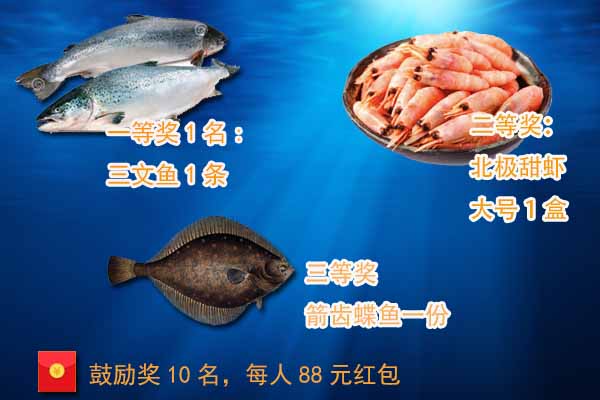 一等奖1名：
三文鱼1条
二等奖：
北极甜虾
大号1盒
三等奖
箭齿蝶鱼一份
鼓励奖10名，每人88元红包